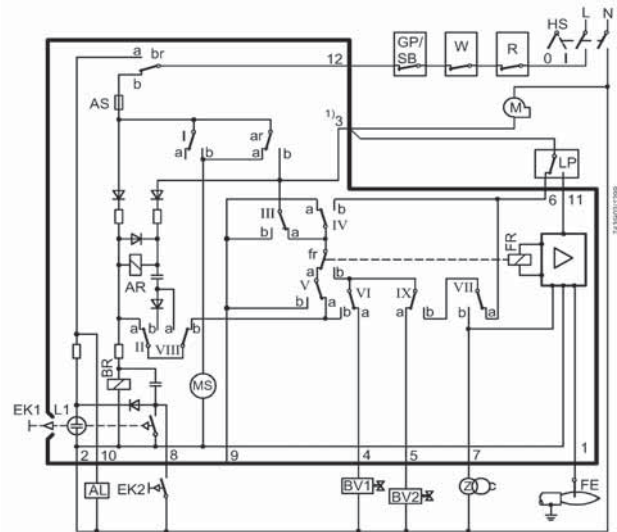 HS L N
GP/
SB
W
R
0 I
a
br
b
12
AS
M
1) 3
I
ar
a b
a b
LP
6 11
III
b a
a b
IV
fr
FR
AR
a b
V
b a
VI
b a
IX
a b
VII
b a
a b a b
II VIII
BR
MS
EK1 L1
2 10 8 9 4 5 7 1
AL
EK2
BV1
BV2
Z
FE